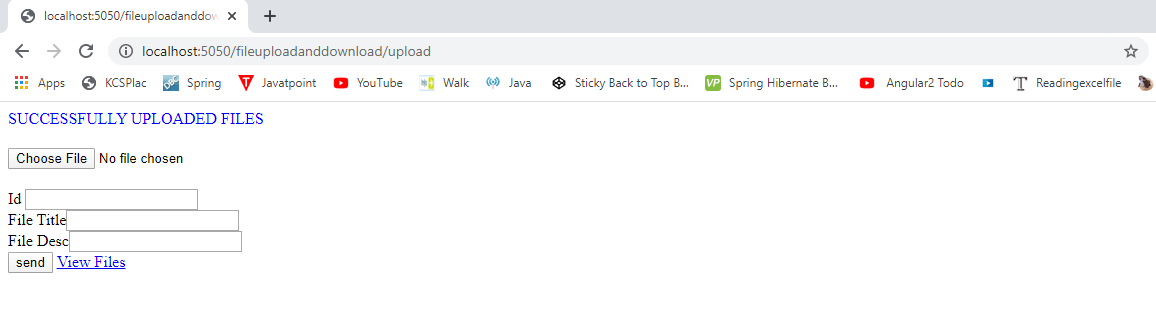 localhost:5050/fileuploadanddow
localhost:5050/fileuploadanddownload/upload
Apps KCSPlac Spring Javatpoint YouTube Walk Java Sticky Back to Top B... VP Spring Hibernate B... Angular2 Todo Readingexcelfile
SUCCESSFULLY UPLOADED FILES
Choose File No file chosen
Id
File Title
File Desc
send View Files